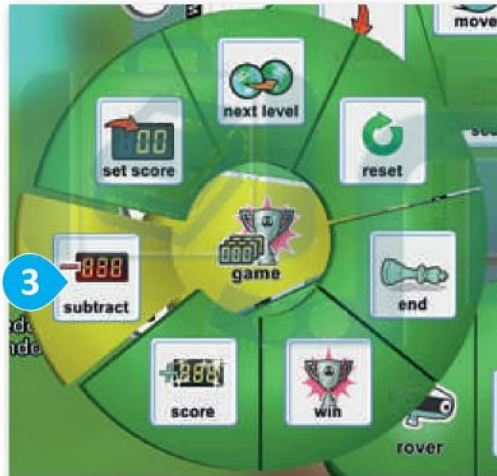 move
next level
set score
reset
game
3
subtract
end
score
win
rover